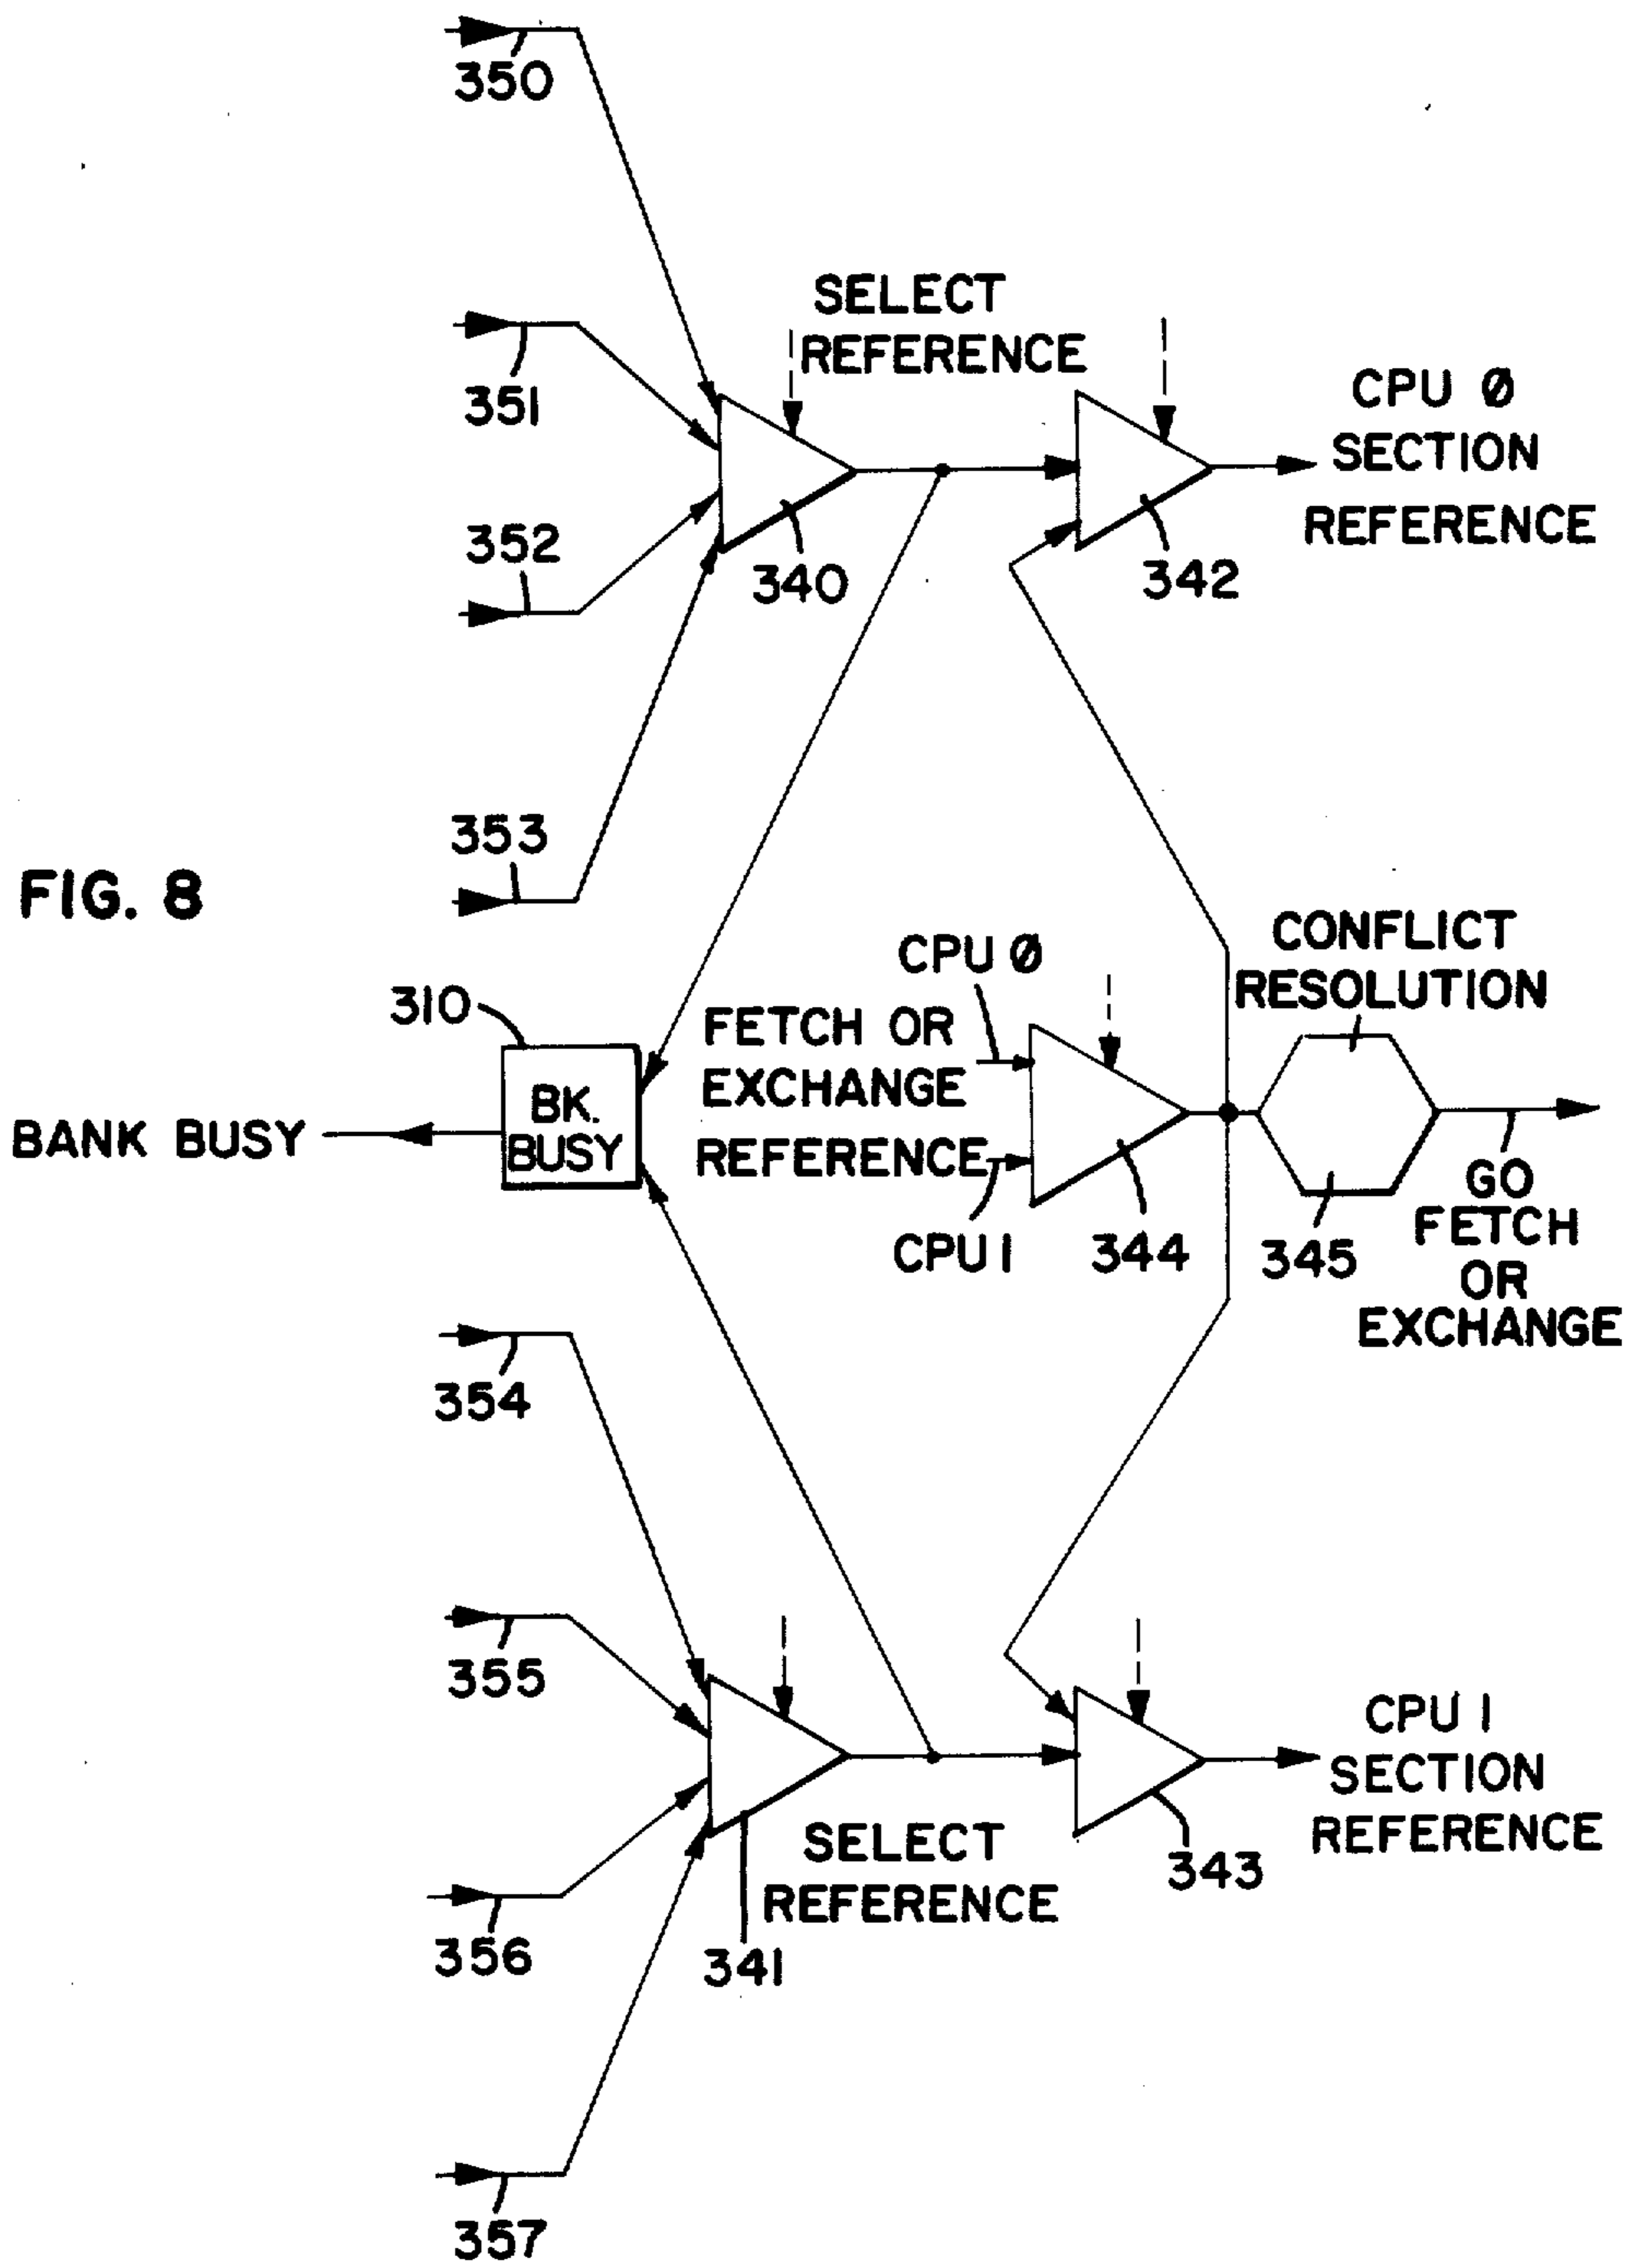 350
SELECT
REFERENCE
351
CPU Ø
SECTION
REFERENCE
352
340
342
353
FIG. 8
CONFLICT
RESOLUTION
CPU Ø
310
FETCH OR
EXCHANGE
REFERENCE
BK.
BUSY
BANK BUSY
CPU 1
344
345
GO
FETCH
OR
EXCHANGE
354
355
CPU 1
SECTION
REFERENCE
SELECT
REFERENCE
343
356
341
357